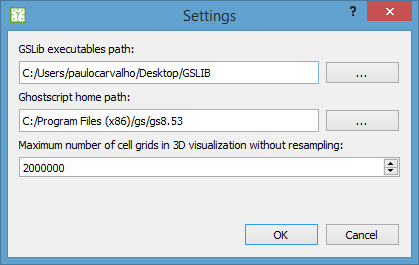 Settings
?
GSLib executables path:
C:/Users/paulocarvalho/Desktop/GSLIB
...
Ghostscript home path:
C:/Program Files (x86)/gs/gs8.53
...
Maximum number of cell grids in 3D visualization without resampling:
2000000
OK Cancel